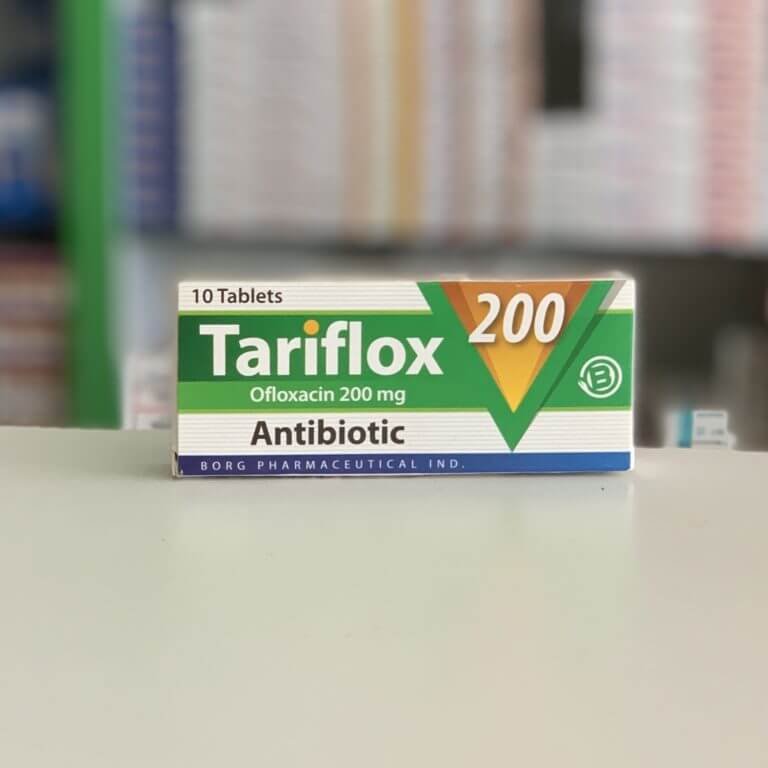 10 Tablets
Tariflox
200
Ofloxacin 200 mg
B
Antibiotic
BORG PHARMACEUTICAL IND.